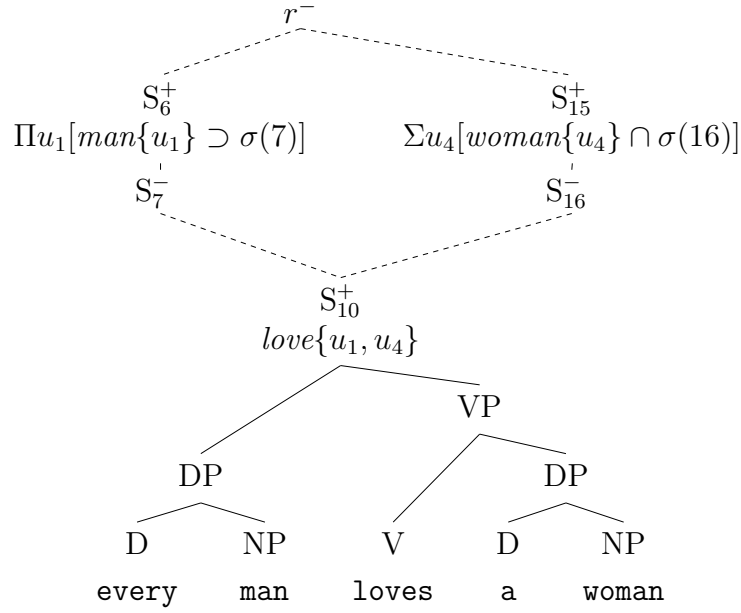 r⁻
S₆⁺ S₁₅⁺
Πu₁[man{u₁} ⊃ σ(7)] Σu₄[woman{u₄} ∩ σ(16)]
S₇⁻ S₁₆⁻
S₁₀⁺
love{u₁, u₄}
VP
DP DP
D NP V D NP
every man loves a woman